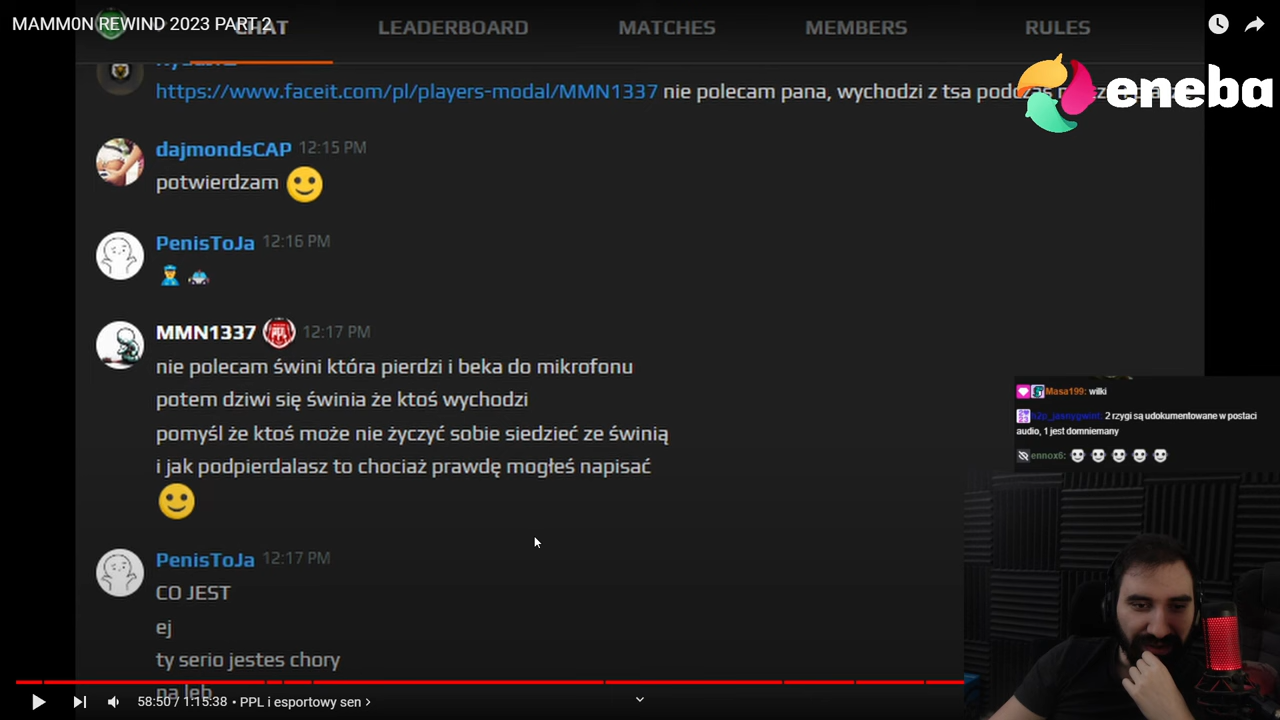 MAMM0N REWIND 2023 PART 2
CHAT LEADERBOARD MATCHES MEMBERS RULES
https://www.faceit.com/pl/players-modal/MMN1337 nie polecam pana, wychodzi z tsa podczas
eneba
dajmondsCAP 12:15 PM
potwierdzam 🙂
PenisToJa 12:16 PM
MMN1337 12:17 PM
nie polecam świni która pierdzi i beka do mikrofonu
potem dziwi się świnia że ktoś wychodzi
pomyśl że ktoś może nie życzyć sobie siedzieć ze świnią
i jak podpierdalasz to chociaż prawdę mogłeś napisać
🙂
PenisToJa 12:17 PM
CO JEST
ej
ty serio jestes chory
na leb
Masa199: wilki
2 rzygi są udokumentowane w postaci
audio, 1 jest domniemany
ennox6:
58:50 / 1:15:38 • PPL i esportowy sen ›